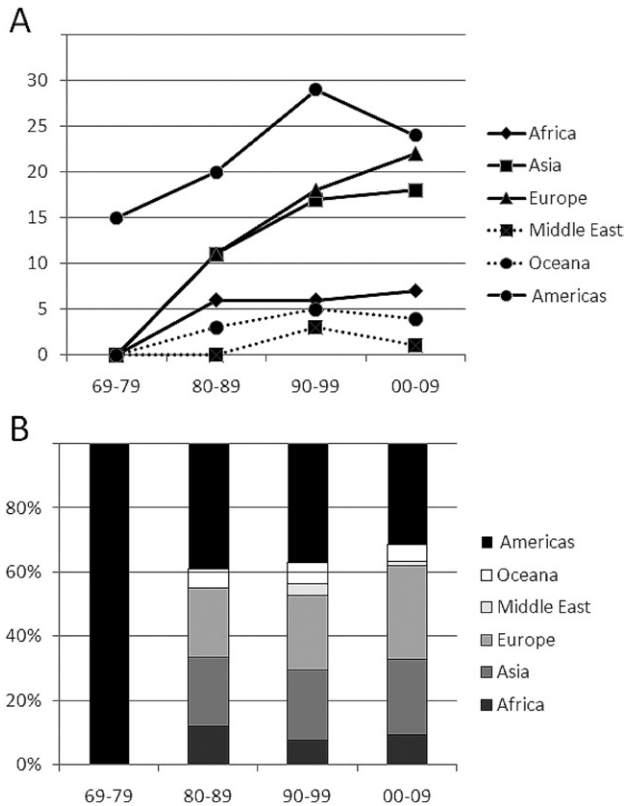 A
30
25
20
15
10
5
0
69-79 80-89 90-99 00-09
Africa
Asia
Europe
Middle East
Oceana
Americas
B
80%
60%
40%
20%
0%
69-79 80-89 90-99 00-09
Americas
Oceana
Middle East
Europe
Asia
Africa